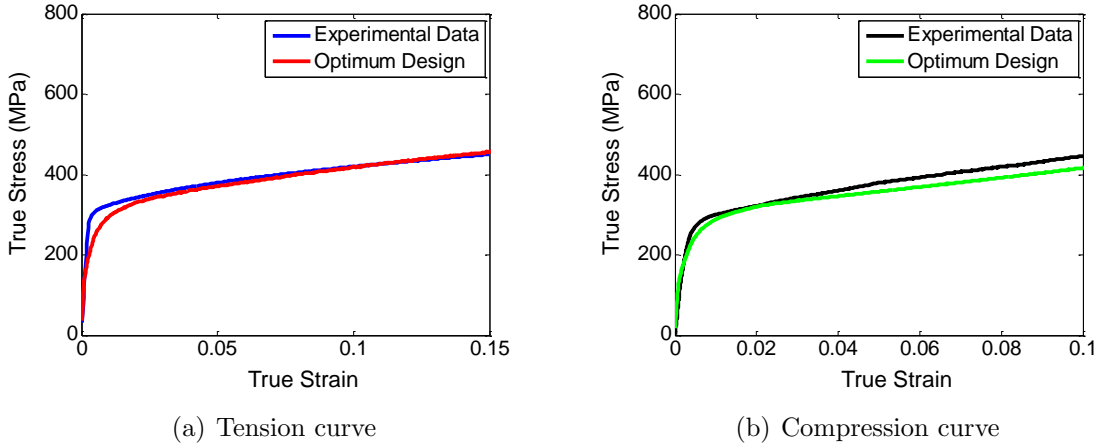 800
600
400
200
0
True Stress (MPa)
Experimental Data
Optimum Design
0
0.05
0.1
0.15
True Strain
(a) Tension curve
800
600
400
200
0
True Stress (MPa)
Experimental Data
Optimum Design
0
0.02
0.04
0.06
0.08
0.1
True Strain
(b) Compression curve